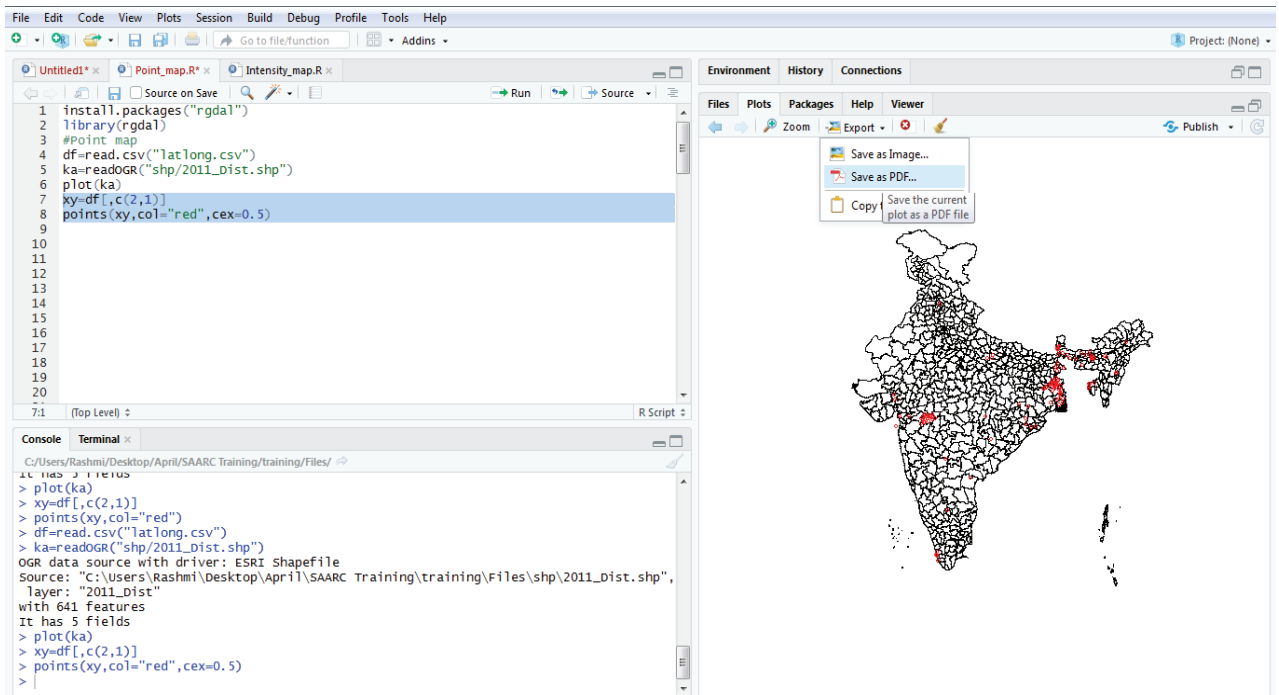 File Edit Code View Plots Session Build Debug Profile Tools Help
Go to file/function Addins Project: (None)
Untitled1* Point_map.R* Intensity_map.R
Source on Save Run Source
1 install.packages("rgdal")
2 library(rgdal)
3 #Point map
4 df=read.csv("latlong.csv")
5 ka=readOGR("shp/2011_Dist.shp")
6 plot(ka)
7 xy=df[,c(2,1)]
8 points(xy,col="red",cex=0.5)
9
10
11
12
13
14
15
16
17
18
19
20
7:1 (Top Level) R Script
Console Terminal
C:/Users/Rashmi/Desktop/April/SAARC Training/training/Files/
It has 5 fields
> plot(ka)
> xy=df[,c(2,1)]
> points(xy,col="red")
> df=read.csv("latlong.csv")
> ka=readOGR("shp/2011_Dist.shp")
OGR data source with driver: ESRI Shapefile
Source: "C:\Users\Rashmi\Desktop\April\SAARC Training\training\Files\shp\2011_Dist.shp",
layer: "2011_Dist"
with 641 features
It has 5 fields
> plot(ka)
> xy=df[,c(2,1)]
> points(xy,col="red",cex=0.5)
>
Environment History Connections
Files Plots Packages Help Viewer
Zoom Export Publish
Save as Image...
Save as PDF...
Copy
Save the current
plot as a PDF file